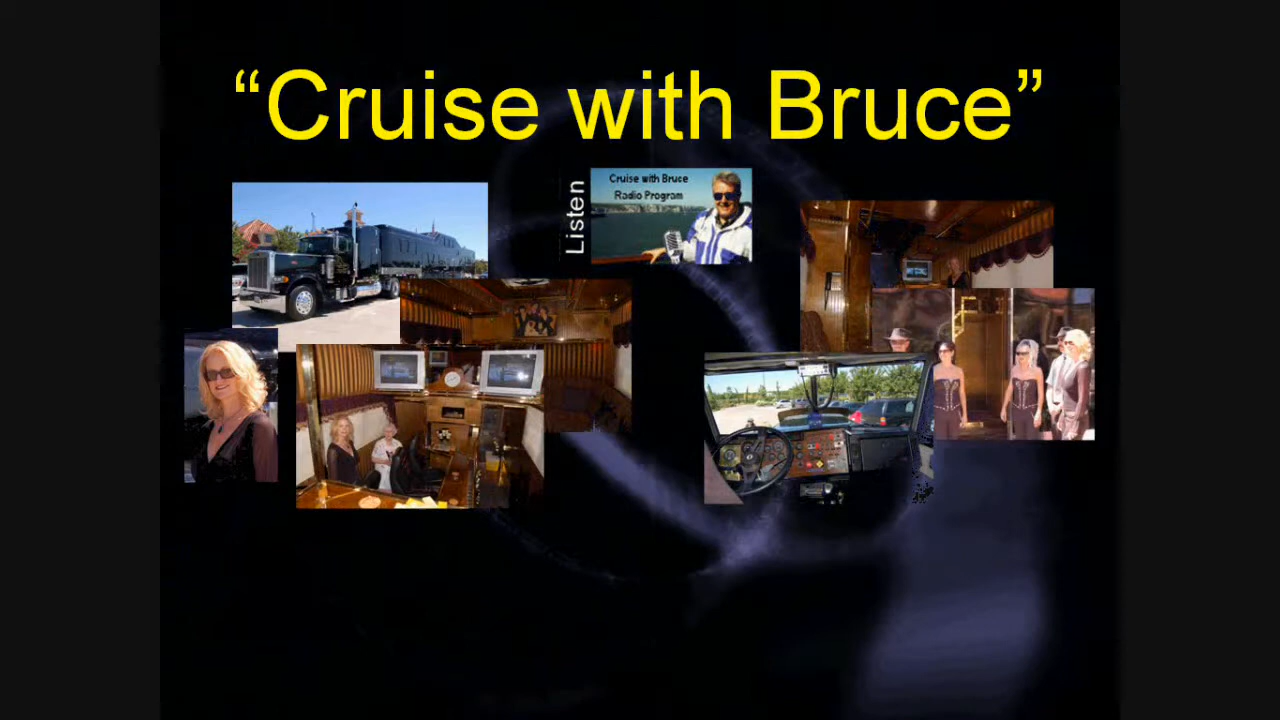 “Cruise with Bruce”
Listen
Cruise with Bruce
Radio Program